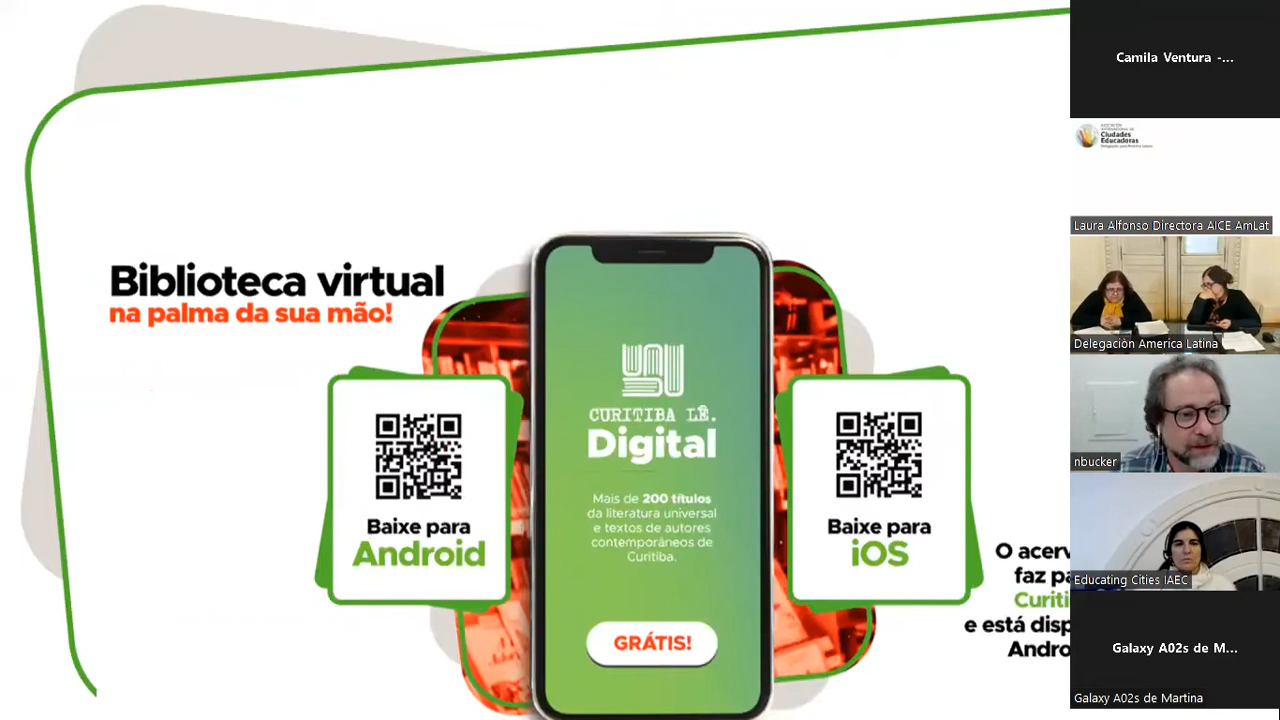 Biblioteca virtual
na palma da sua mão!
CURITIBA LÊ.
Digital
Mais de 200 títulos
da literatura universal
e textos de autores
contemporâneos de
Curitiba.
GRÁTIS!
Baixe para
Android
Baixe para
iOS
O acerv
faz pa
Curiti
e está disp
Andro
Camila Ventura -...
Ciudades
Educadoras
Laura Alfonso Directora AICE AmLat
Delegación America Latina
nbucker
Educating Cities IAEC
Galaxy A02s de M...
Galaxy A02s de Martina